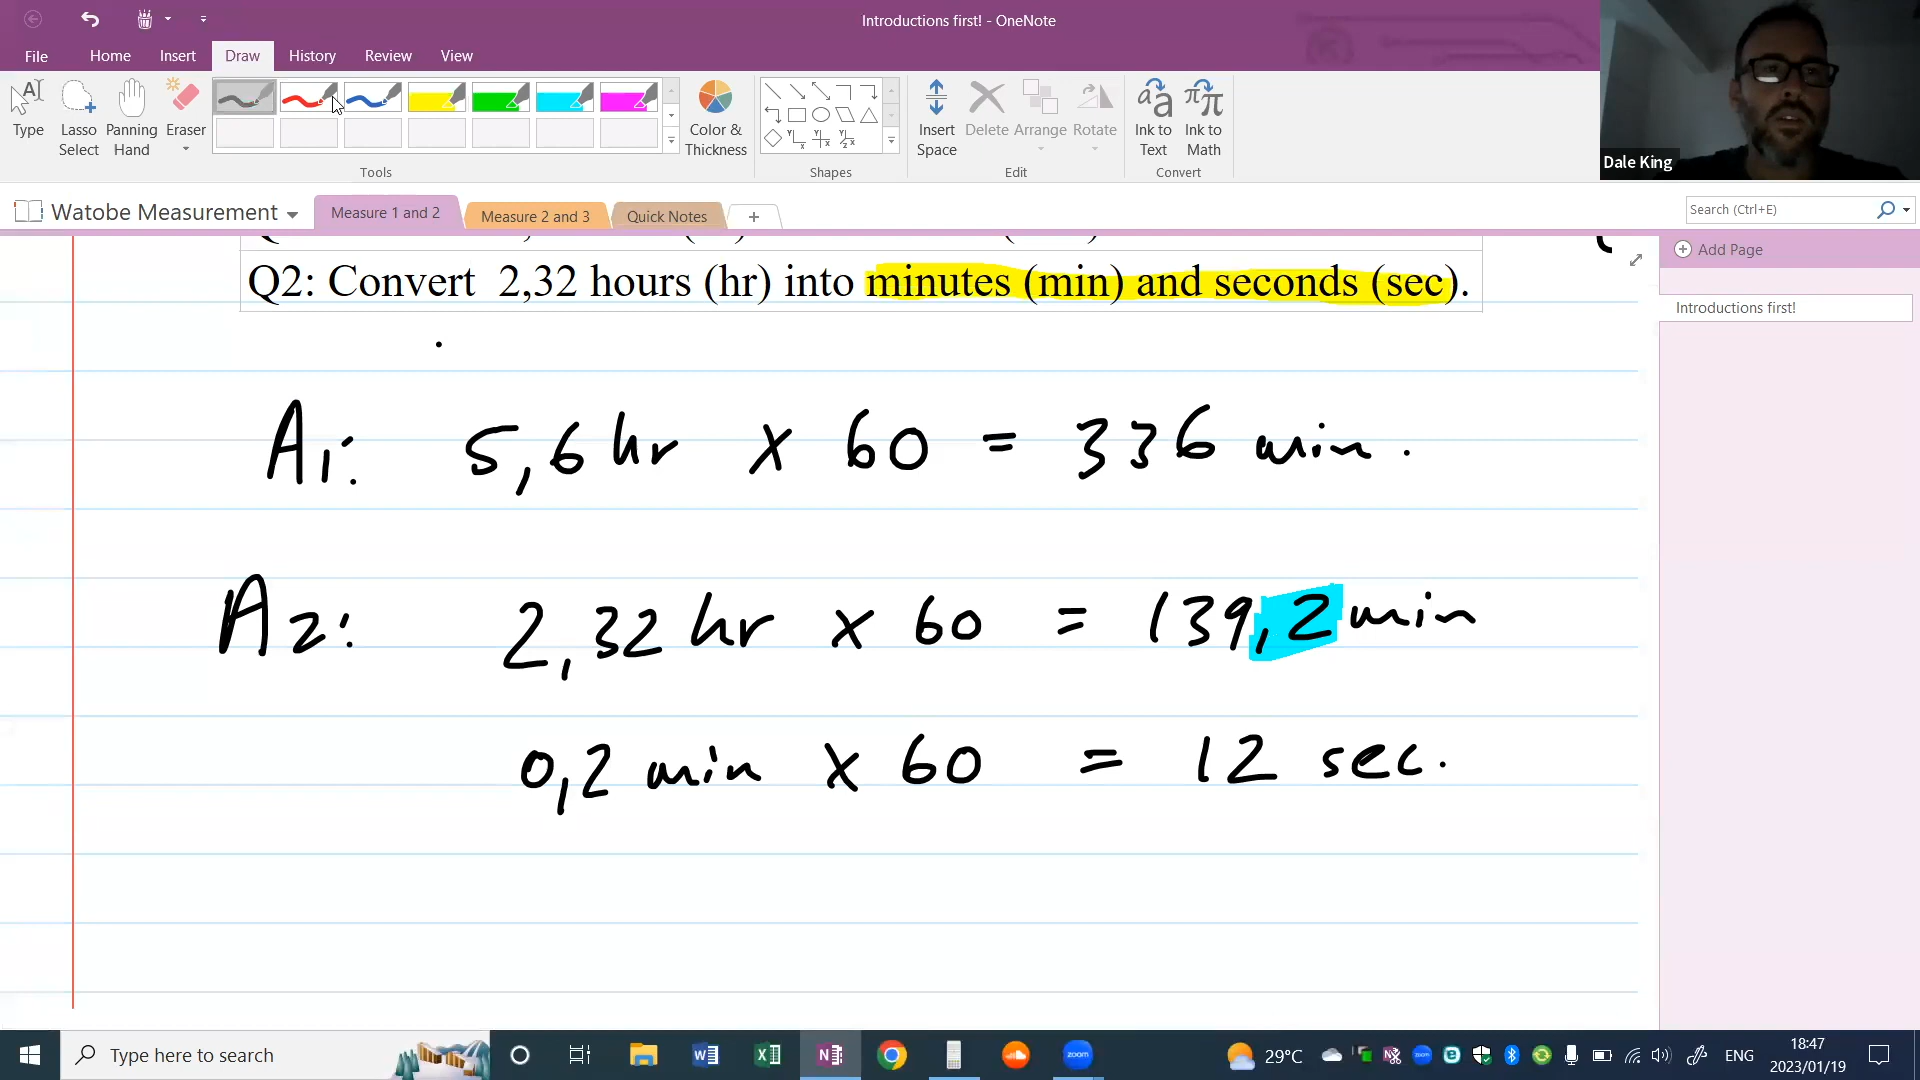 Introductions first! - OneNote
File Home Insert Draw History Review View
Type
Lasso Select
Panning Hand
Eraser
Color & Thickness
Insert Space
Delete
Arrange
Rotate
Ink to Text
Ink to Math
Tools
Shapes
Edit
Convert
Dale King
Watobe Measurement
Measure 1 and 2
Measure 2 and 3
Quick Notes
Search (Ctrl+E)
Add Page
Introductions first!
Q2: Convert 2,32 hours (hr) into minutes (min) and seconds (sec).
A1: 5,6 hr x 60 = 336 min.
A2: 2,32 hr x 60 = 139,2 min
0,2 min x 60 = 12 sec.
Type here to search
zoom
29°C
ENG
18:47
2023/01/19